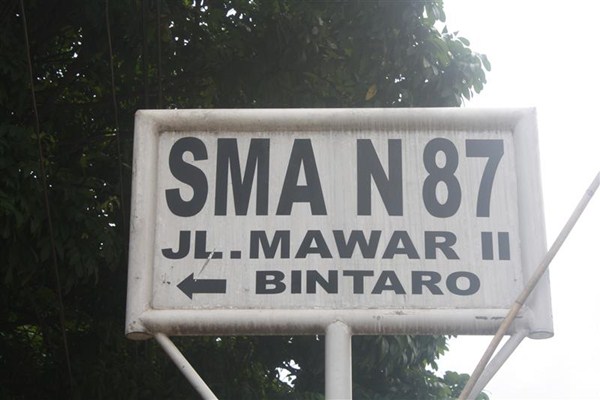 SMA N 87
JL..MAWAR II
← BINTARO